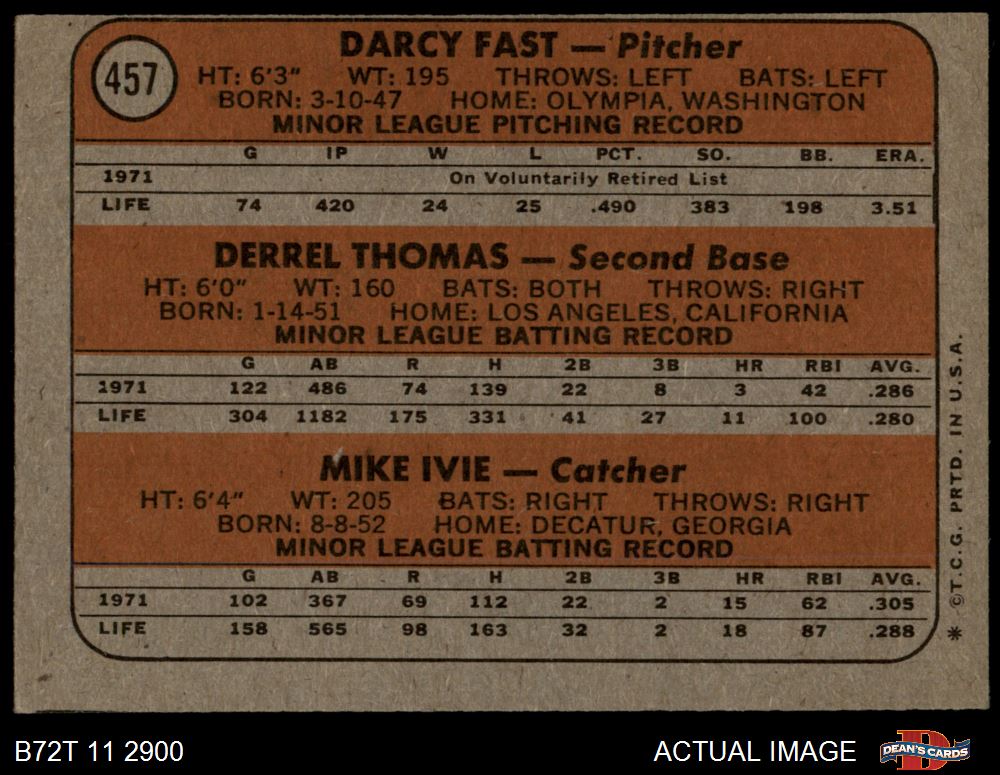 457
DARCY FAST — Pitcher
HT: 6'3" WT: 195 THROWS: LEFT BATS: LEFT
BORN: 3-10-47 HOME: OLYMPIA, WASHINGTON
MINOR LEAGUE PITCHING RECORD
G IP W L PCT. SO. BB. ERA.
1971 On Voluntarily Retired List
LIFE 74 420 24 25 .490 383 198 3.51
DERREL THOMAS — Second Base
HT: 6'0" WT: 160 BATS: BOTH THROWS: RIGHT
BORN: 1-14-51 HOME: LOS ANGELES, CALIFORNIA
MINOR LEAGUE BATTING RECORD
G AB R H 2B 3B HR RBI AVG.
1971 122 486 74 139 22 8 3 42 .286
LIFE 304 1182 175 331 41 27 11 100 .280
MIKE IVIE — Catcher
HT: 6'4" WT: 205 BATS: RIGHT THROWS: RIGHT
BORN: 8-8-52 HOME: DECATUR, GEORGIA
MINOR LEAGUE BATTING RECORD
G AB R H 2B 3B HR RBI AVG.
1971 102 367 69 112 22 2 15 62 .305
LIFE 158 565 98 163 32 2 18 87 .288
* ©T.C.G. PRTD. IN U.S.A.
B72T 11 2900
ACTUAL IMAGE
D
DEAN'S CARDS